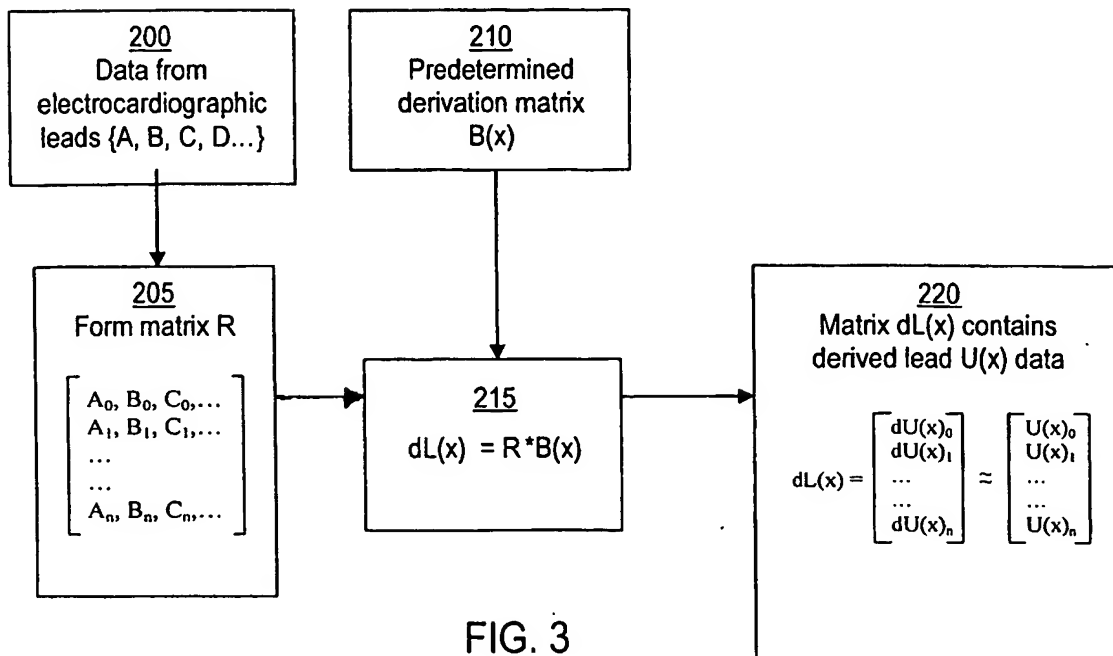 200
Data from
electrocardiographic
leads {A, B, C, D...}
210
Predetermined
derivation matrix
B(x)
205
Form matrix R
A₀, B₀, C₀,...
A₁, B₁, C₁,...
...
...
Aₙ, Bₙ, Cₙ,...
215
dL(x) = R*B(x)
220
Matrix dL(x) contains
derived lead U(x) data
dL(x) = [dU(x)₀ ≈ [U(x)₀
dU(x)₁ U(x)₁
... ...
... ...
dU(x)ₙ] U(x)ₙ]
FIG. 3